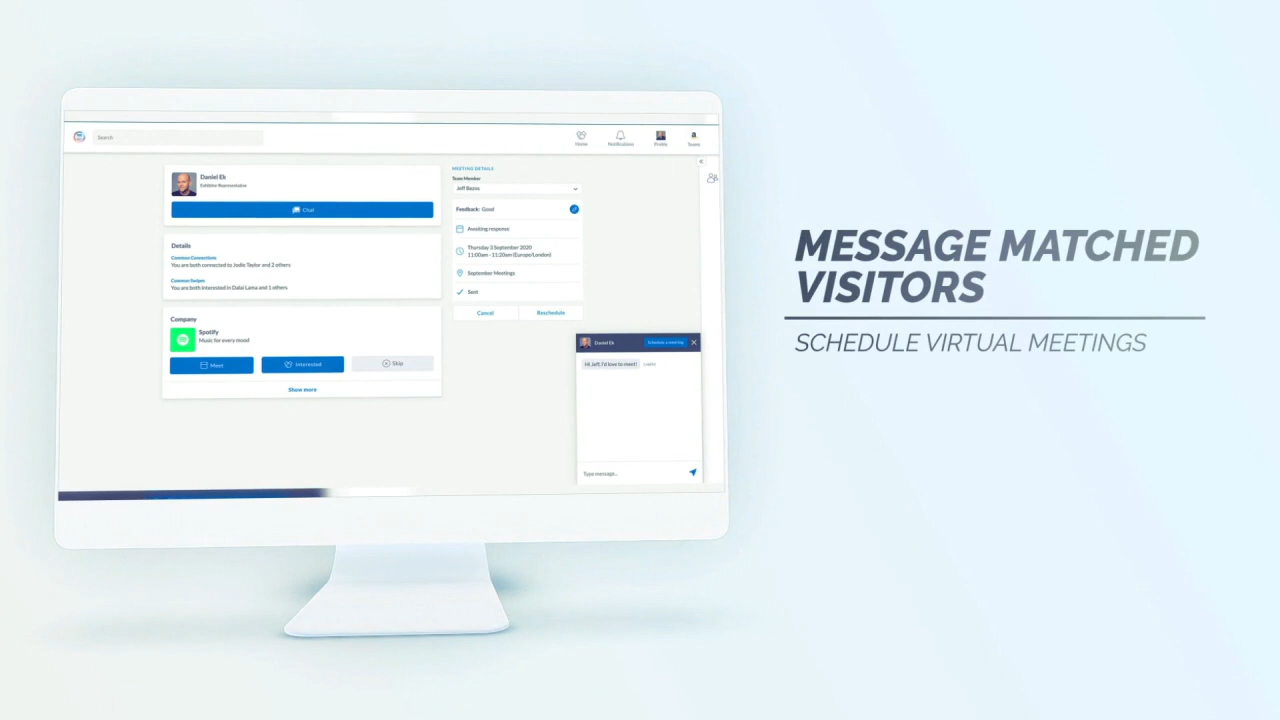 Search
Home
Notifications
Profile
Teams
Daniel Ek
Exhibitor Representative
Chat
Details
Common Connections
You are both connected to Jodie Taylor and 2 others
Common Swipes
You are both interested in Dalai Lama and 1 others
Company
Spotify
Music for every mood
Meet
Interested
Skip
Show more
MEETING DETAILS
Team Member
Jeff Bezos
Feedback: Good
Awaiting response
Thursday 3 September 2020
11:00am - 11:20am (Europe/London)
September Meetings
Sent
Cancel
Reschedule
Daniel Ek
Schedule a meeting
Hi Jeff, I'd love to meet!
Type message..
MESSAGE MATCHED
VISITORS
SCHEDULE VIRTUAL MEETINGS